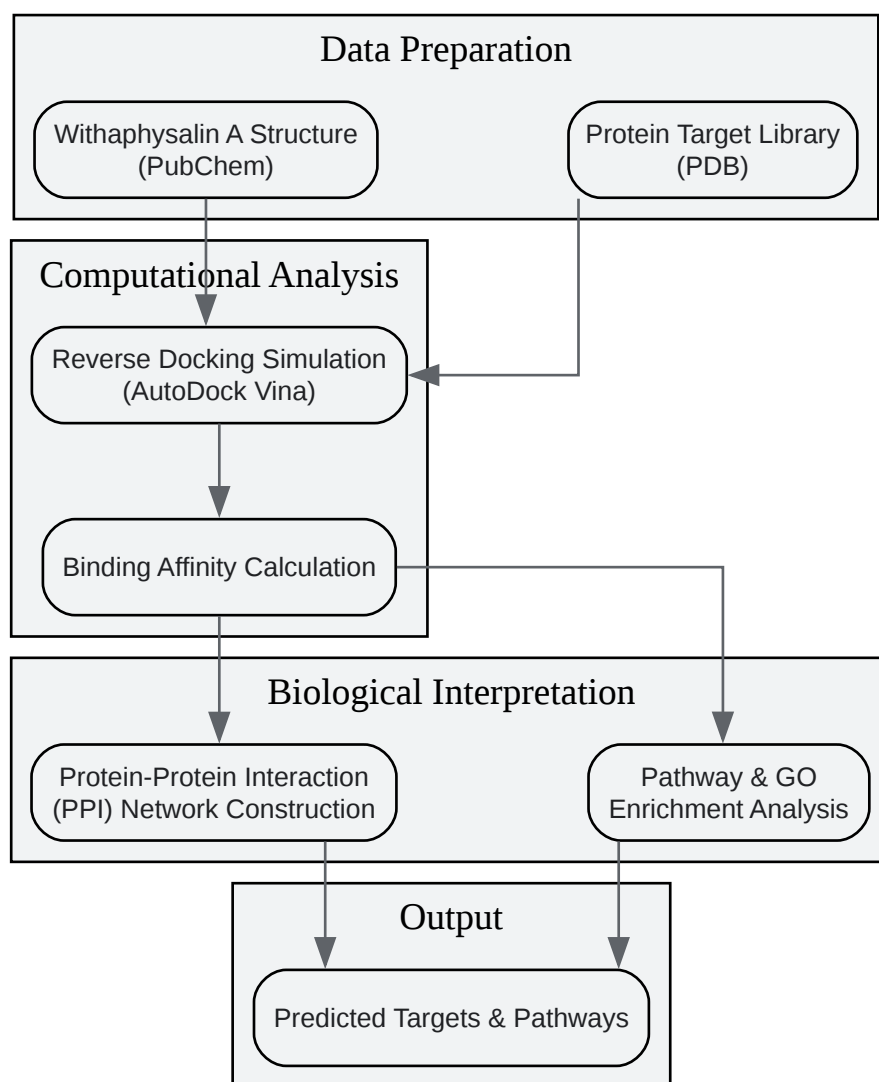 Data Preparation
Withaphysalin A Structure
(PubChem)
Protein Target Library
(PDB)
Computational Analysis
Reverse Docking Simulation
(AutoDock Vina)
Binding Affinity Calculation
Biological Interpretation
Protein-Protein Interaction
(PPI) Network Construction
Pathway & GO
Enrichment Analysis
Output
Predicted Targets & Pathways